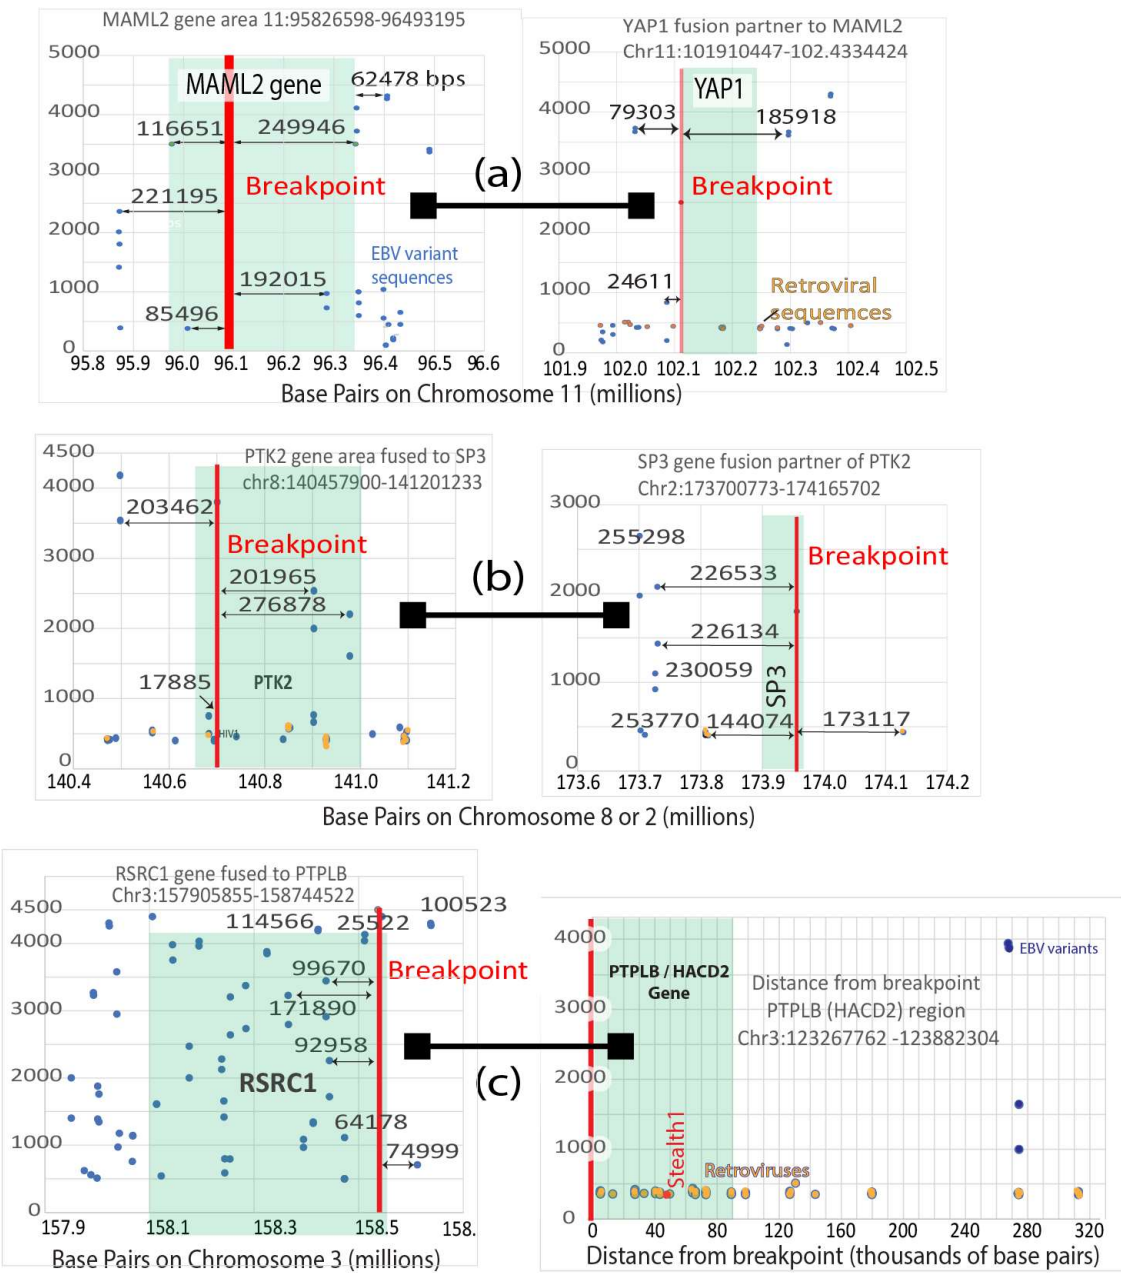 MAML2 gene area 11:95826598-96493195
5000
4000
3000
2000
1000
0
MAML2 gene
62478 bps
116651
249946
221195
Breakpoint
EBV variant
sequences
192015
85496
95.8 95.9 96.0 96.1 96.2 96.3 96.4 96.5 96.6
(a)
YAP1 fusion partner to MAML2
Chr11:101910447-102.4334424
5000
4000
3000
2000
1000
0
YAP1
79303
185918
Breakpoint
24611
Retroviral
sequemces
101.9 102.0 102.1 102.2 102.3 102.4 102.5
Base Pairs on Chromosome 11 (millions)
PTK2 gene area fused to SP3
chr8:140457900-141201233
4500
4000
3000
2000
1000
0
203462
Breakpoint
201965
276878
17885
PTK2
HIV1
140.4 140.6 140.8 141.0 141.2
(b)
SP3 gene fusion partner of PTK2
Chr2:173700773-174165702
3000
2000
1000
0
255298
Breakpoint
226533
226134
230059
SP3
253770
144074
173117
173.6 173.7 173.8 173.9 174.0 174.2
Base Pairs on Chromosome 8 or 2 (millions)
RSRC1 gene fused to PTPLB
Chr3:157905855-158744522
4500
4000
3000
2000
1000
0
100523
114566
25522
99670
Breakpoint
171890
92958
RSRC1
64178
74999
157.9 158.1 158.3 158.5 158.
Base Pairs on Chromosome 3 (millions)
(c)
4000
3000
2000
1000
0
EBV variants
PTPLB / HACD2
Gene
Distance from breakpoint
PTPLB (HACD2) region
Chr3:123267762 -123882304
Stealth1
Retroviruses
0 40 80 120 160 200 240 280 320
Distance from breakpoint (thousands of base pairs)